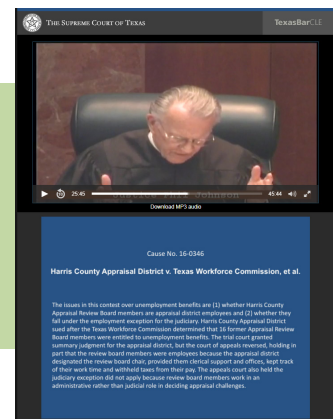 THE SUPREME COURT OF TEXAS
TexasBarCLE
25:45
45:44
Download MP3 audio
Cause No. 16-0346
Harris County Appraisal District v. Texas Workforce Commission, et al.
The issues in this contest over unemployment benefits are (1) whether Harris County
Appraisal Review Board members are appraisal district employees and (2) whether they
fall under the employment exception for the judiciary. Harris County Appraisal District
sued after the Texas Workforce Commission determined that 16 former Appraisal Review
Board members were entitled to unemployment benefits. The trial court granted
summary judgment for the appraisal district, but the court of appeals reversed, holding in
part that the review board members were employees because the appraisal district
designated the review board chair, provided them clerical support and offices, kept track
of their work time and withheld taxes from their pay. The appeals court also held the
judiciary exception did not apply because review board members work in an
administrative rather than judicial role in deciding appraisal challenges.